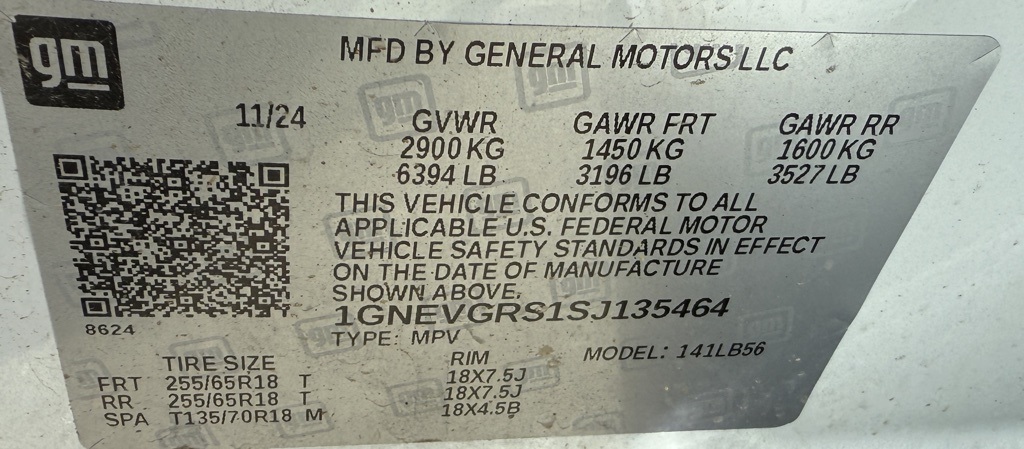 gm
MFD BY GENERAL MOTORS LLC
11/24 GVWR GAWR FRT GAWR RR
2900 KG 1450 KG 1600 KG
6394 LB 3196 LB 3527 LB
THIS VEHICLE CONFORMS TO ALL
APPLICABLE U.S. FEDERAL MOTOR
VEHICLE SAFETY STANDARDS IN EFFECT
ON THE DATE OF MANUFACTURE
SHOWN ABOVE.
1GNEVGRS1SJ135464
8624
TYPE: MPV MODEL: 141LB56
TIRE SIZE RIM
FRT 255/65R18 T 18X7.5J
RR 255/65R18 T 18X7.5J
SPA T135/70R18 M 18X4.5B